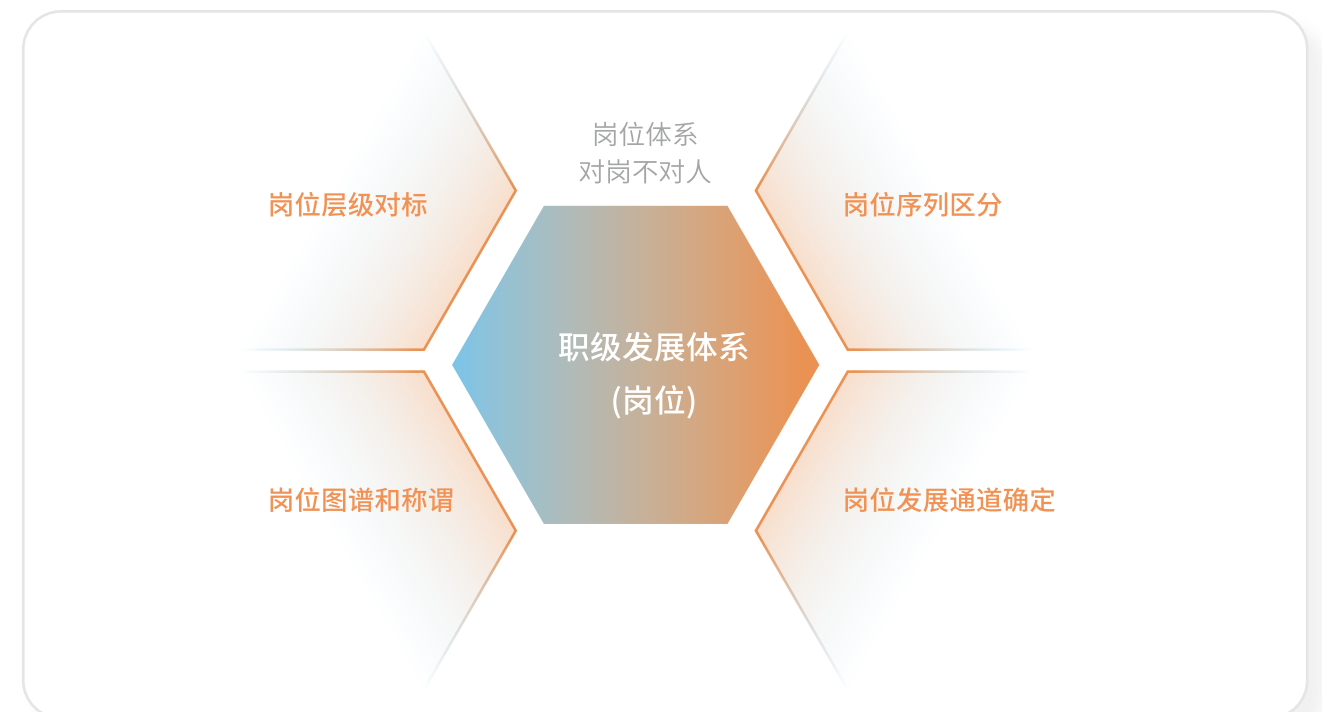 岗位体系
对岗不对人
岗位层级对标
岗位序列区分
职级发展体系
(岗位)
岗位图谱和称谓
岗位发展通道确定